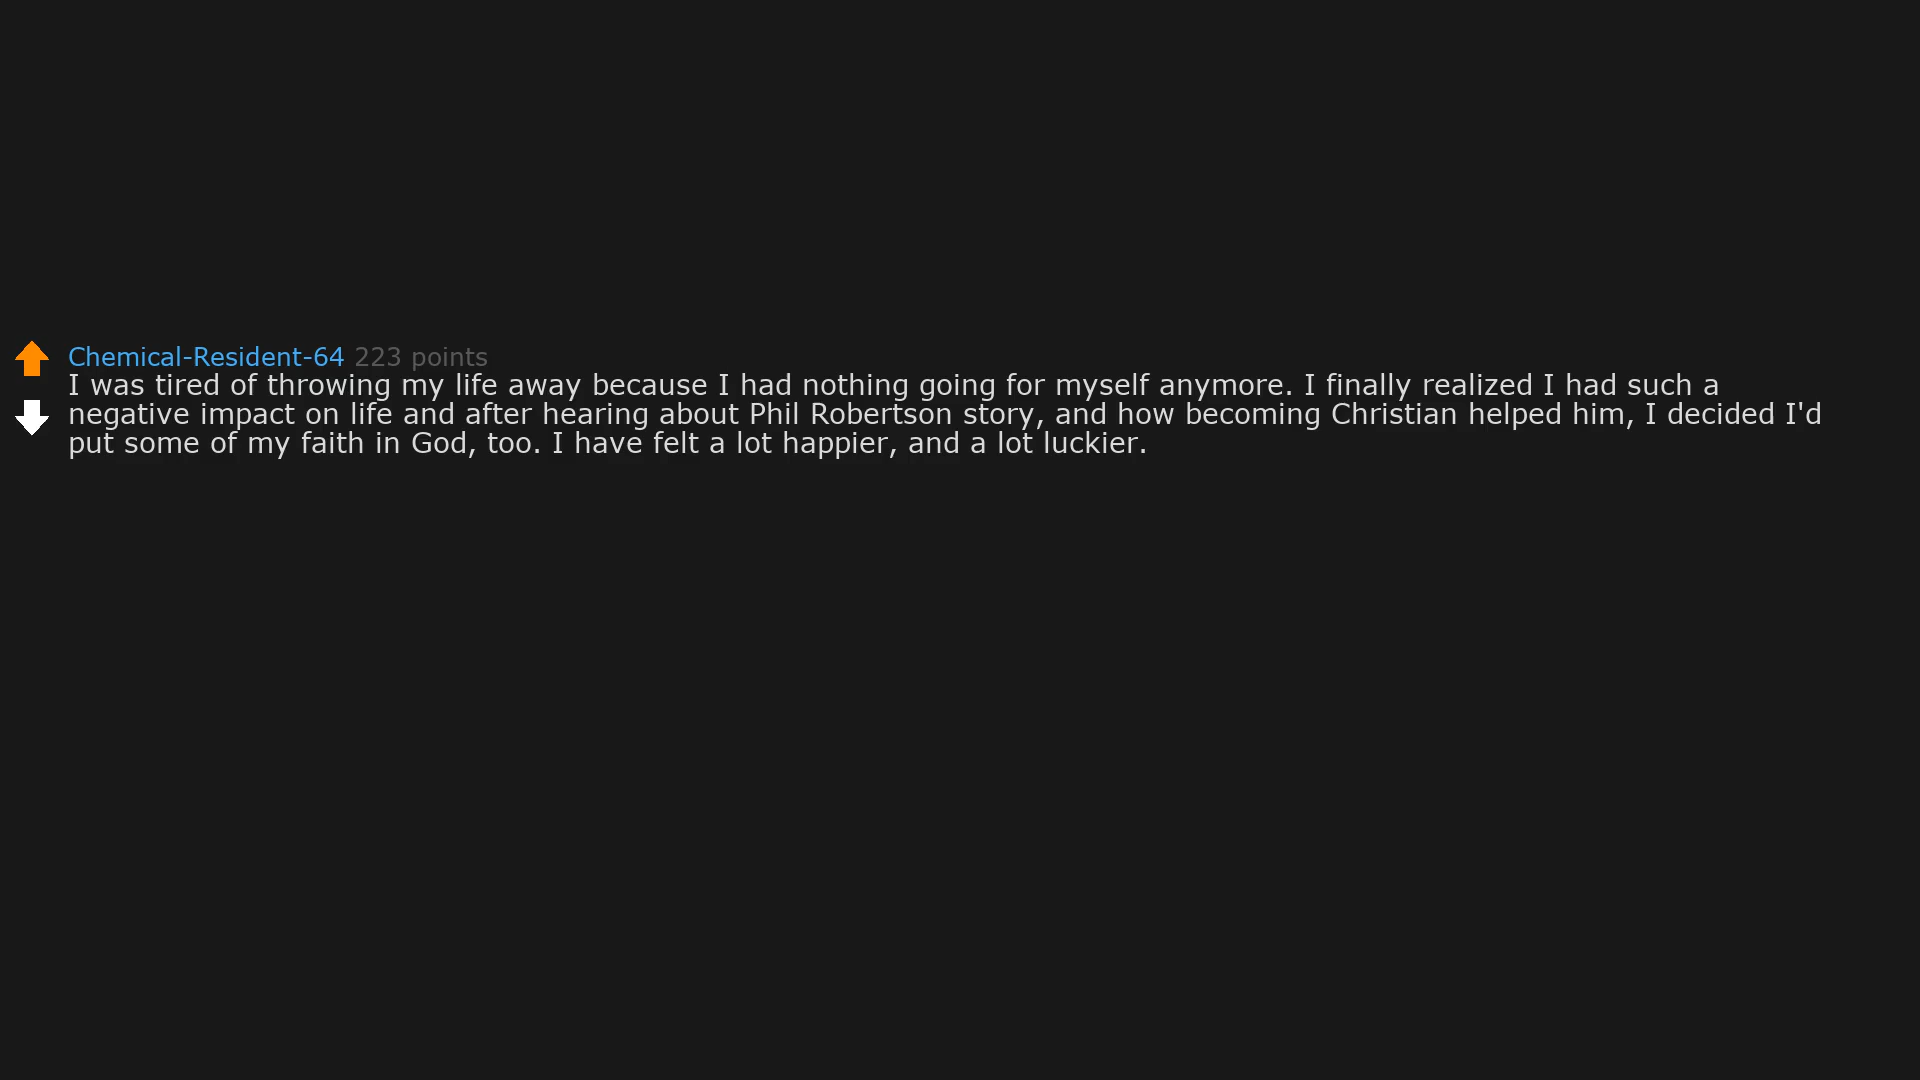 Chemical-Resident-64 223 points
I was tired of throwing my life away because I had nothing going for myself anymore. I finally realized I had such a
negative impact on life and after hearing about Phil Robertson story, and how becoming Christian helped him, I decided I'd
put some of my faith in God, too. I have felt a lot happier, and a lot luckier.